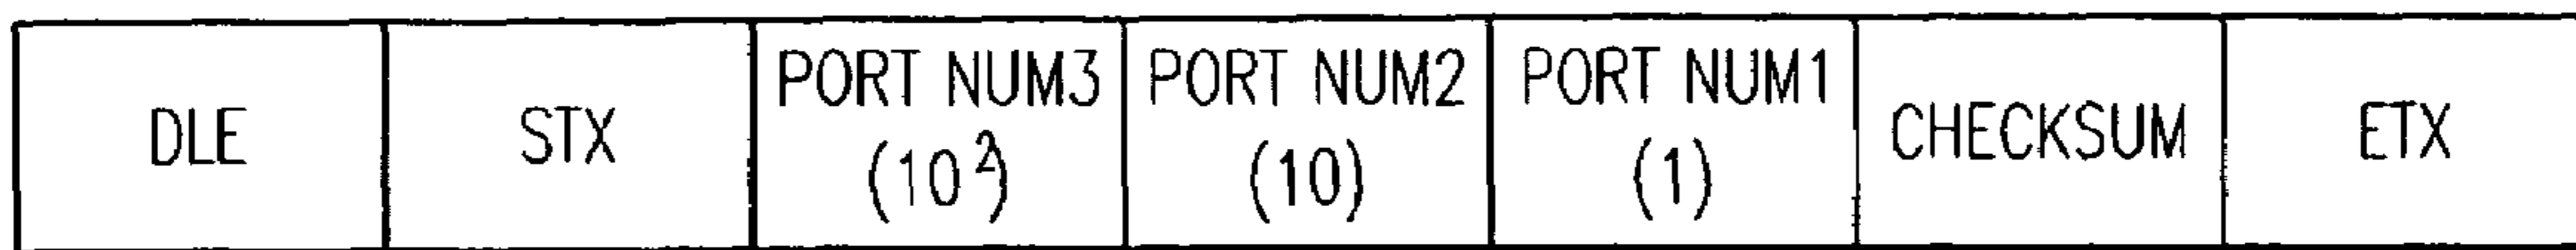 DLE
STX
PORT NUM3
(10²)
PORT NUM2
(10)
PORT NUM1
(1)
CHECKSUM
ETX